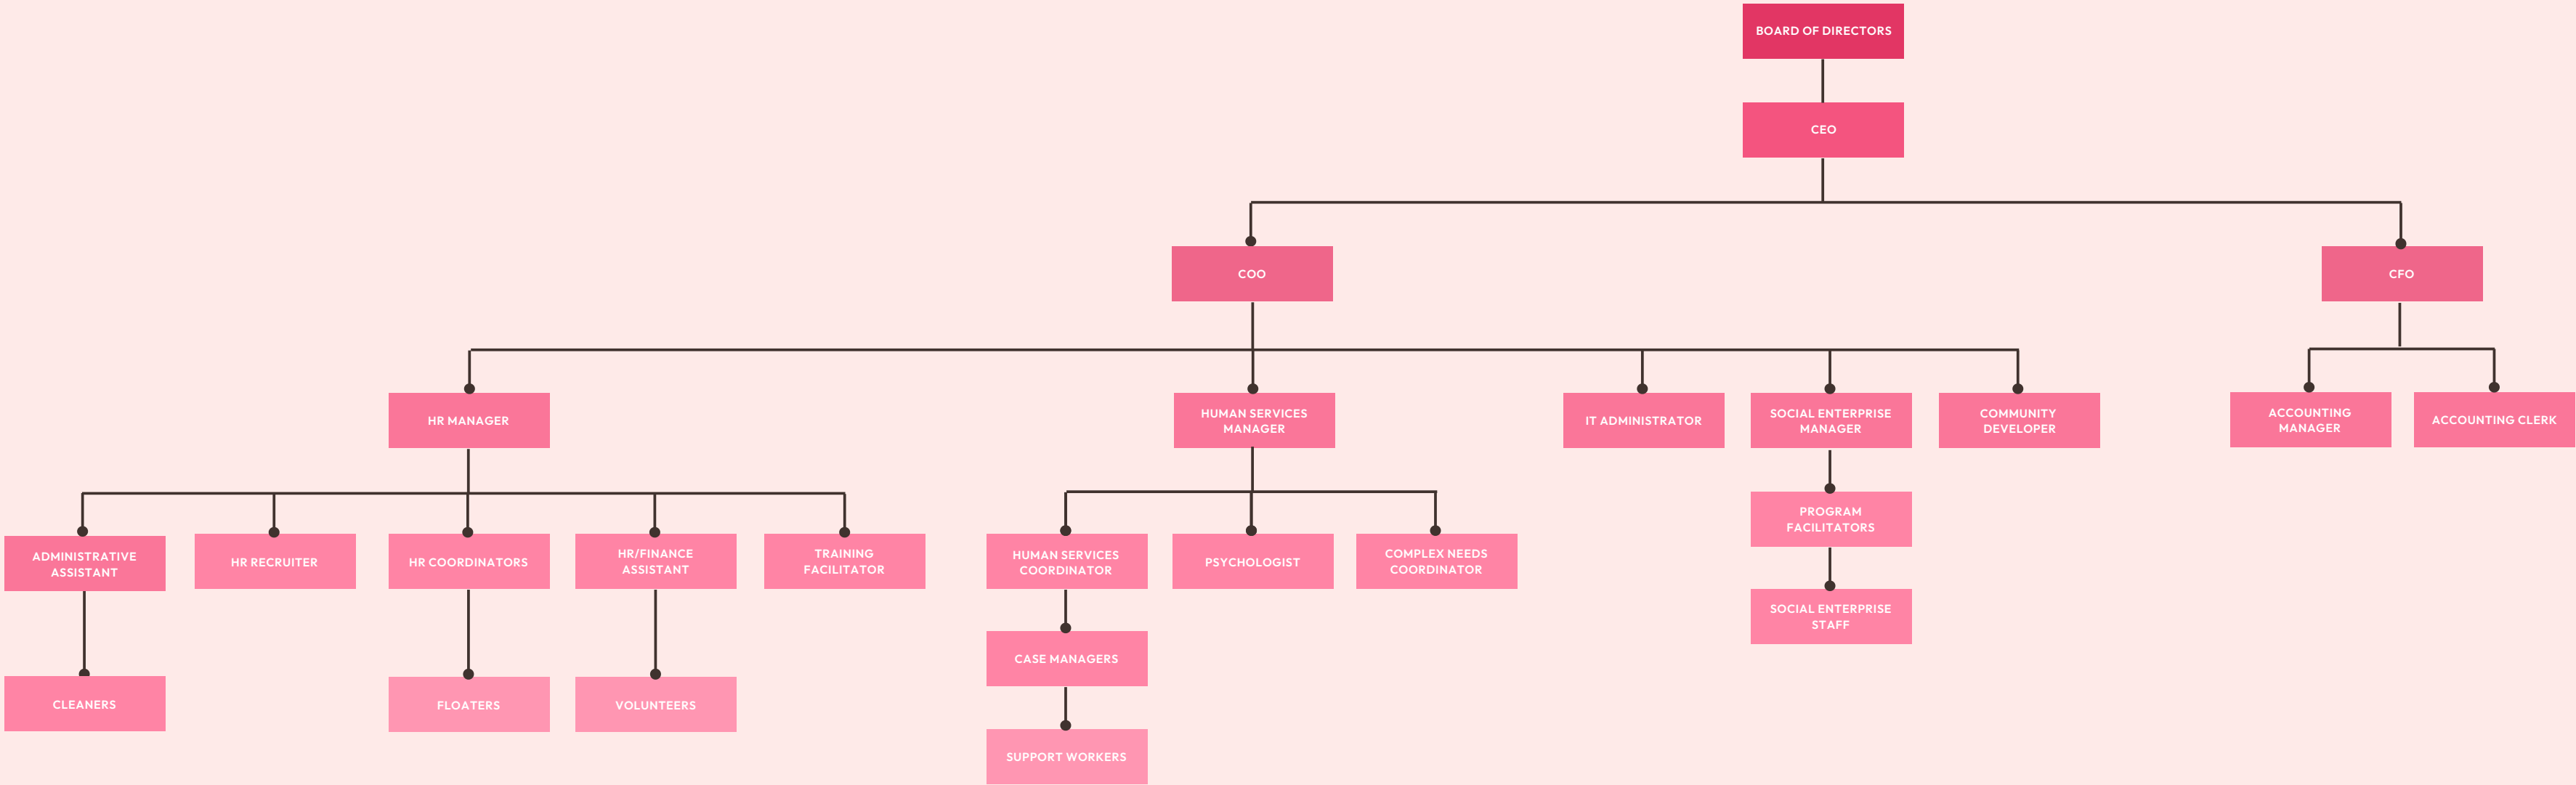 BOARD OF DIRECTORS
CEO
COO
CFO
HR MANAGER
HUMAN SERVICES
MANAGER
IT ADMINISTRATOR
SOCIAL ENTERPRISE
MANAGER
COMMUNITY
DEVELOPER
ACCOUNTING
MANAGER
ACCOUNTING CLERK
PROGRAM
FACILITATORS
ADMINISTRATIVE
ASSISTANT
HR RECRUITER
HR COORDINATORS
HR/FINANCE
ASSISTANT
TRAINING
FACILITATOR
HUMAN SERVICES
COORDINATOR
PSYCHOLOGIST
COMPLEX NEEDS
COORDINATOR
SOCIAL ENTERPRISE
STAFF
CASE MANAGERS
CLEANERS
FLOATERS
VOLUNTEERS
SUPPORT WORKERS